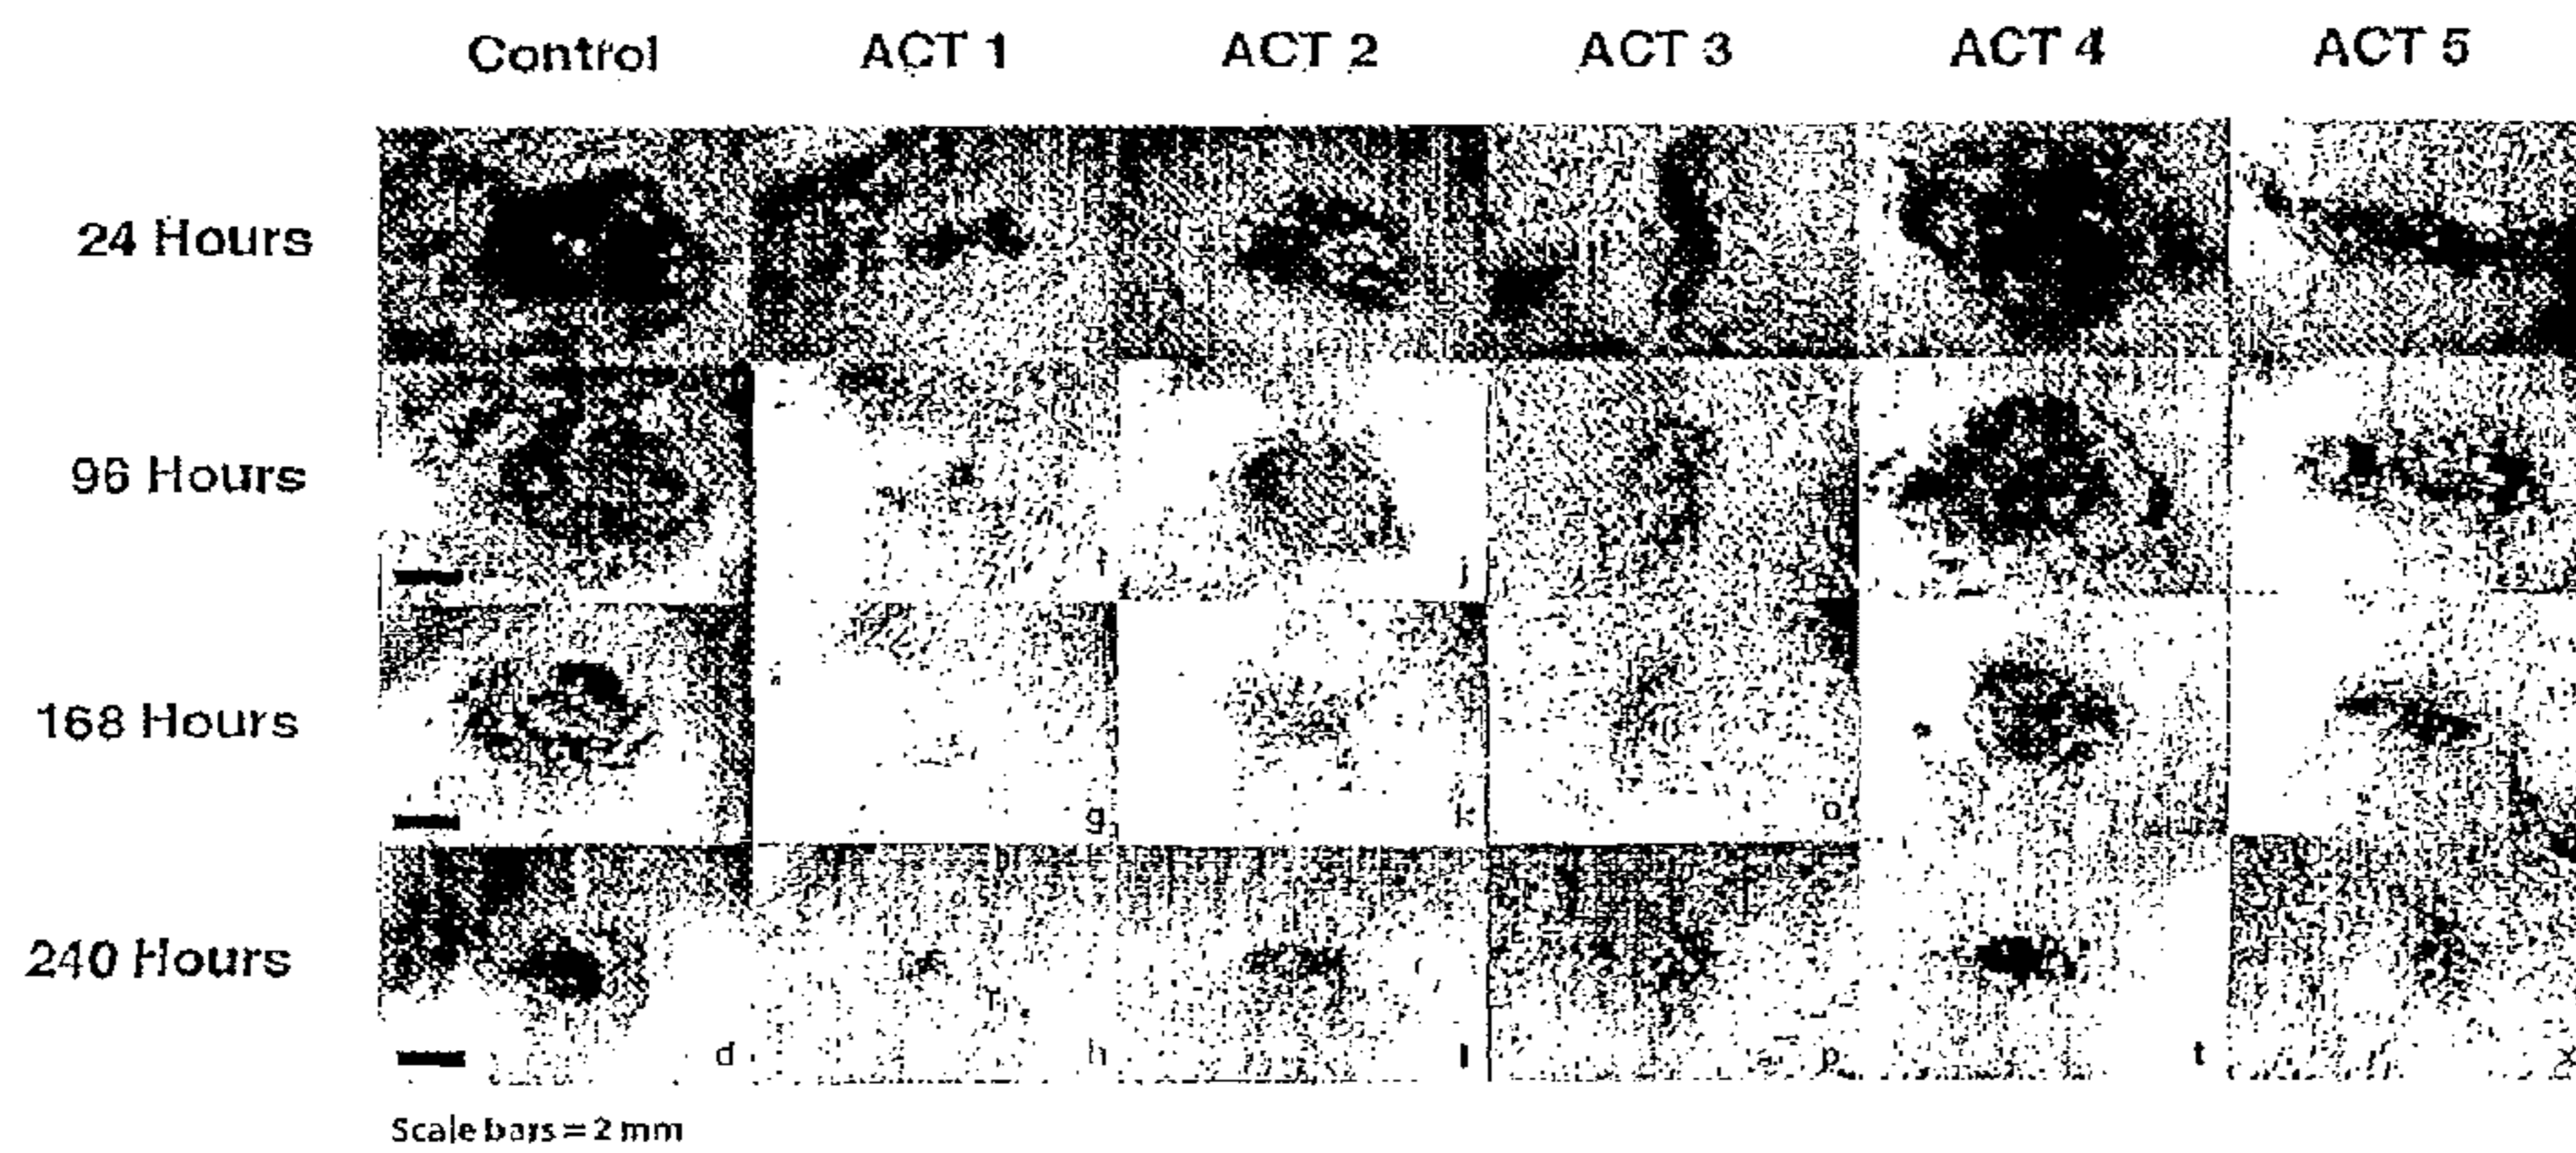 Control ACT 1 ACT 2 ACT 3 ACT 4 ACT 5
24 Hours
96 Hours
f j
168 Hours
g k o
240 Hours
d h l p t x
Scale bars = 2 mm